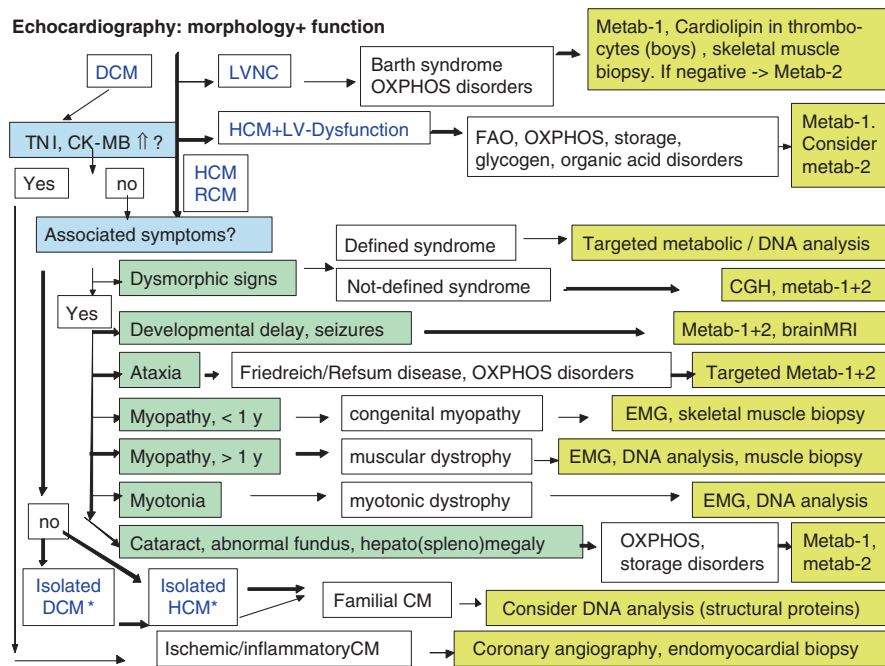 Echocardiography: morphology+ function
DCM
LVNC
Barth syndrome
OXPHOS disorders
Metab-1, Cardiolipin in thrombo-
cytes (boys) , skeletal muscle
biopsy. If negative -> Metab-2
TNI, CK-MB ⇑ ?
HCM+LV-Dysfunction
FAO, OXPHOS, storage,
glycogen, organic acid disorders
Metab-1.
Consider
metab-2
Yes
no
HCM
RCM
Associated symptoms?
Defined syndrome
Targeted metabolic / DNA analysis
Dysmorphic signs
Not-defined syndrome
CGH, metab-1+2
Yes
Developmental delay, seizures
Metab-1+2, brainMRI
Ataxia
Friedreich/Refsum disease, OXPHOS disorders
Targeted Metab-1+2
Myopathy, < 1 y
congenital myopathy
EMG, skeletal muscle biopsy
Myopathy, > 1 y
muscular dystrophy
EMG, DNA analysis, muscle biopsy
Myotonia
myotonic dystrophy
EMG, DNA analysis
no
Cataract, abnormal fundus, hepato(spleno)megaly
OXPHOS,
storage disorders
Metab-1,
metab-2
Isolated
DCM *
Isolated
HCM*
Familial CM
Consider DNA analysis (structural proteins)
Ischemic/inflammatoryCM
Coronary angiography, endomyocardial biopsy